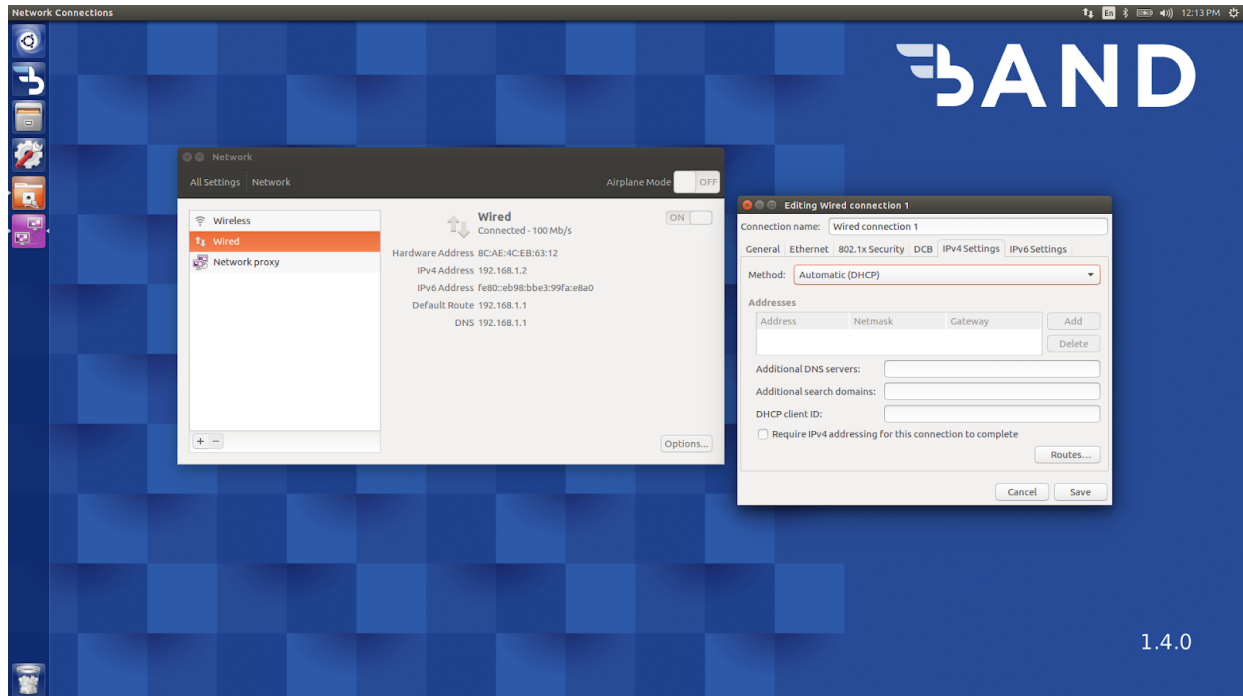 Network Connections
En
12:13 PM
BAND
Network
All Settings Network
Airplane Mode OFF
Wireless
Wired
Network proxy
Wired
Connected - 100 Mb/s
ON
Hardware Address 8C:AE:4C:EB:63:12
IPv4 Address 192.168.1.2
IPv6 Address fe80::eb98:bbe3:99fa:e8a0
Default Route 192.168.1.1
DNS 192.168.1.1
+ −
Options...
Editing Wired connection 1
Connection name: Wired connection 1
General Ethernet 802.1x Security DCB IPv4 Settings IPv6 Settings
Method: Automatic (DHCP)
Addresses
Address Netmask Gateway
Add
Delete
Additional DNS servers:
Additional search domains:
DHCP client ID:
Require IPv4 addressing for this connection to complete
Routes...
Cancel Save
1.4.0